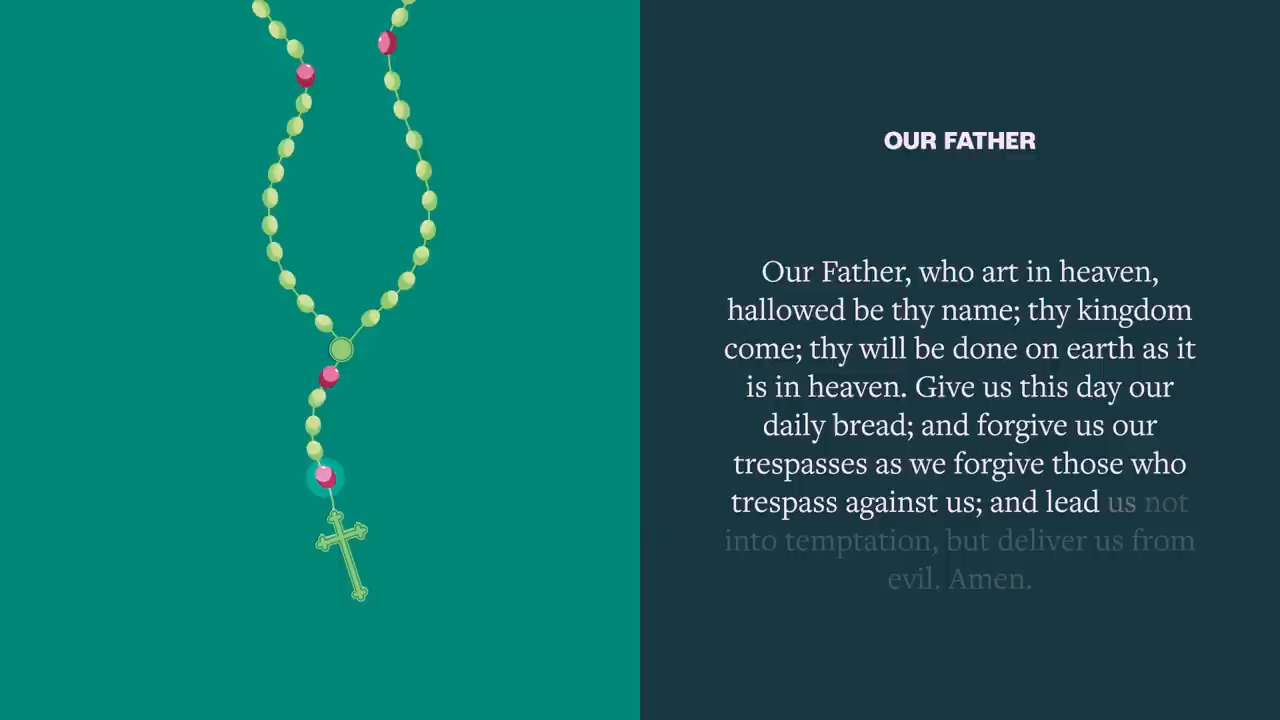 OUR FATHER
Our Father, who art in heaven,
hallowed be thy name; thy kingdom
come; thy will be done on earth as it
is in heaven. Give us this day our
daily bread; and forgive us our
trespasses as we forgive those who
trespass against us; and lead us not
into temptation, but deliver us from
evil. Amen.